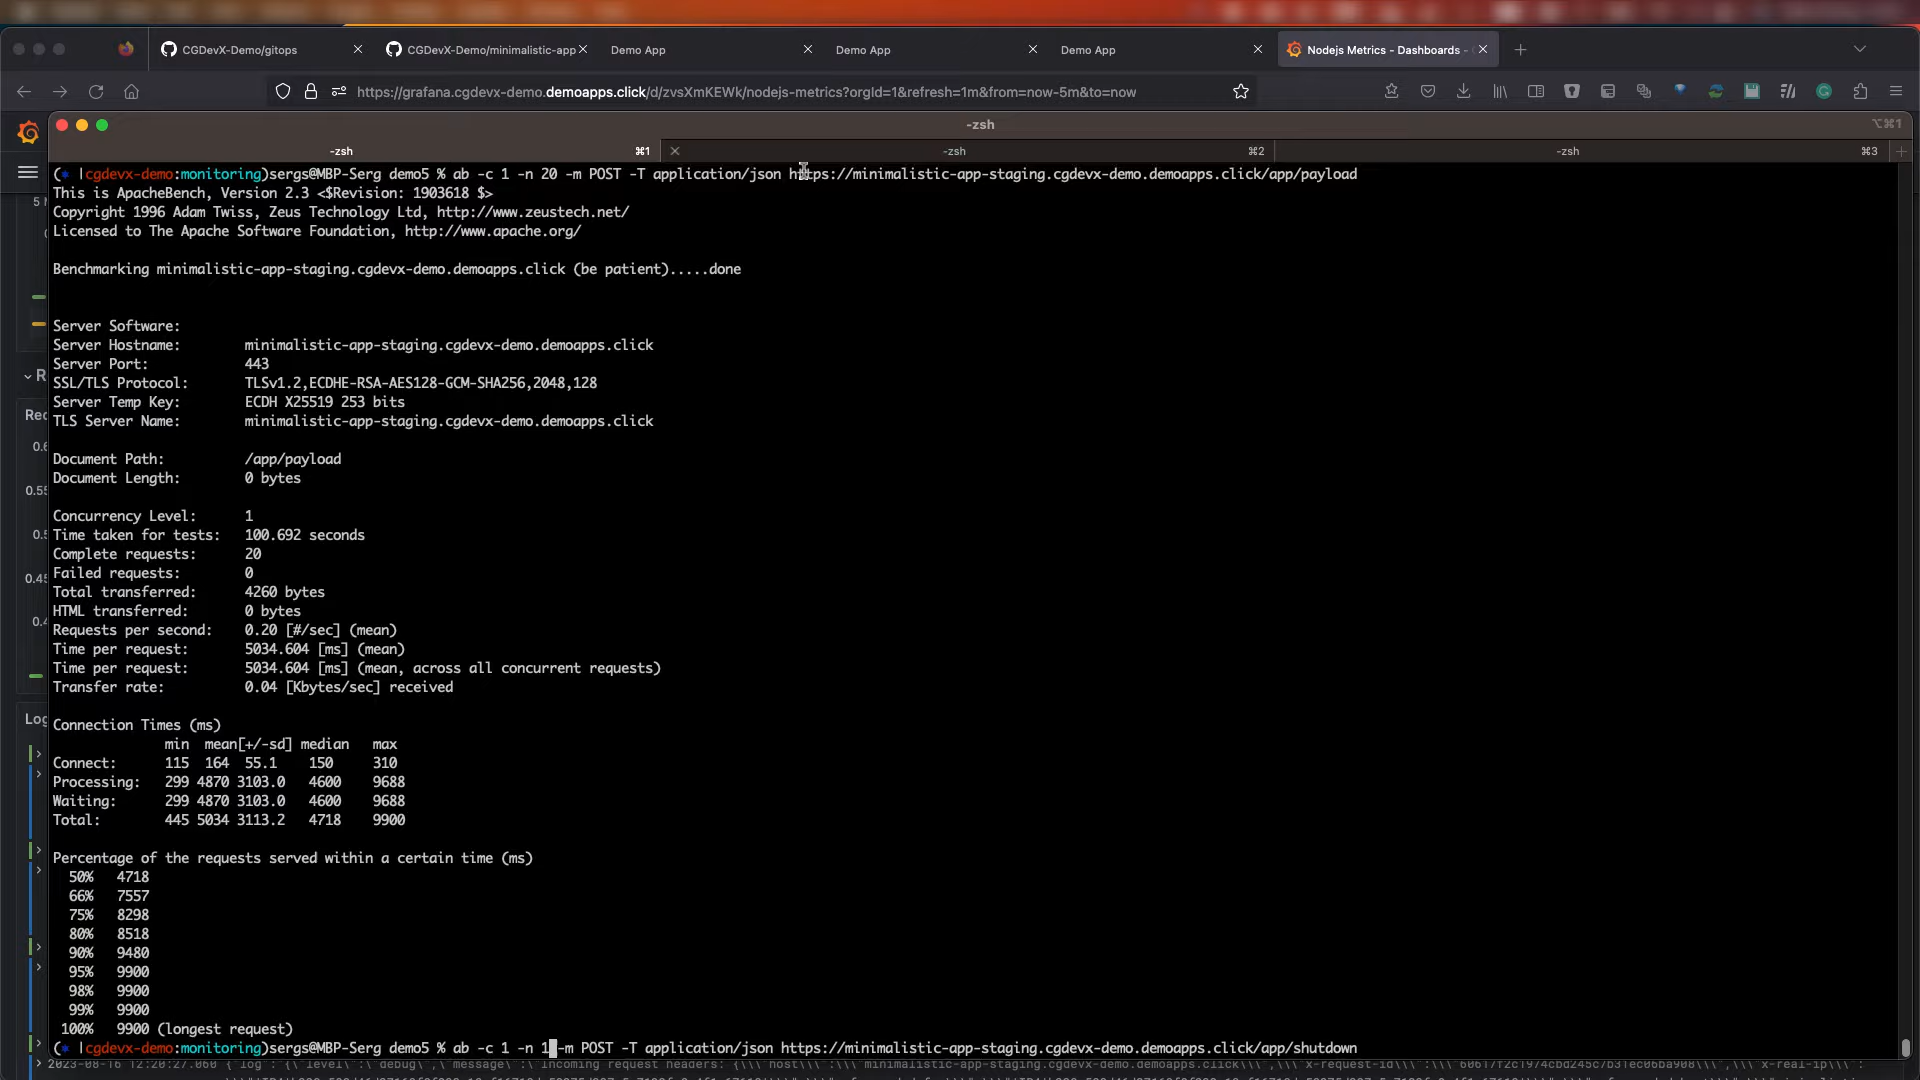 CGDevX-Demo/gitops
CGDevX-Demo/minimalistic-app
Demo App
Demo App
Demo App
Nodejs Metrics - Dashboards -
https://grafana.cgdevx-demo.demoapps.click/d/zvsXmKEWk/nodejs-metrics?orgId=1&refresh=1m&from=now-5m&to=now
-zsh
⌥⌘1
-zsh ⌘1
-zsh ⌘2
-zsh ⌘3
(* |cgdevx-demo:monitoring)sergs@MBP-Serg demo5 % ab -c 1 -n 20 -m POST -T application/json https://minimalistic-app-staging.cgdevx-demo.demoapps.click/app/payload
This is ApacheBench, Version 2.3 <$Revision: 1903618 $>
Copyright 1996 Adam Twiss, Zeus Technology Ltd, http://www.zeustech.net/
Licensed to The Apache Software Foundation, http://www.apache.org/
Benchmarking minimalistic-app-staging.cgdevx-demo.demoapps.click (be patient).....done
Server Software:
Server Hostname: minimalistic-app-staging.cgdevx-demo.demoapps.click
Server Port: 443
SSL/TLS Protocol: TLSv1.2,ECDHE-RSA-AES128-GCM-SHA256,2048,128
Server Temp Key: ECDH X25519 253 bits
TLS Server Name: minimalistic-app-staging.cgdevx-demo.demoapps.click
Document Path: /app/payload
Document Length: 0 bytes
Concurrency Level: 1
Time taken for tests: 100.692 seconds
Complete requests: 20
Failed requests: 0
Total transferred: 4260 bytes
HTML transferred: 0 bytes
Requests per second: 0.20 [#/sec] (mean)
Time per request: 5034.604 [ms] (mean)
Time per request: 5034.604 [ms] (mean, across all concurrent requests)
Transfer rate: 0.04 [Kbytes/sec] received
Connection Times (ms)
min mean[+/-sd] median max
Connect: 115 164 55.1 150 310
Processing: 299 4870 3103.0 4600 9688
Waiting: 299 4870 3103.0 4600 9688
Total: 445 5034 3113.2 4718 9900
Percentage of the requests served within a certain time (ms)
50% 4718
66% 7557
75% 8298
80% 8518
90% 9480
95% 9900
98% 9900
99% 9900
100% 9900 (longest request)
(* |cgdevx-demo:monitoring)sergs@MBP-Serg demo5 % ab -c 1 -n 1 -m POST -T application/json https://minimalistic-app-staging.cgdevx-demo.demoapps.click/app/shutdown